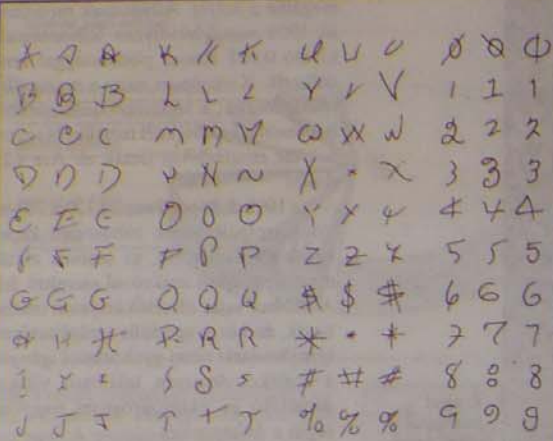 A A A K K K U U U 0 0 0
B B B L L L V V V 1 1 1
C C C M M M W W W 2 2 2
D D D N N N X X X 3 3 3
E E E O O O Y Y Y 4 4 4
F F F P P P Z Z Z 5 5 5
G G G Q Q Q $ $ $ 6 6 6
H H H R R R * * * 7 7 7
I I I S S S # # # 8 8 8
J J J T T T % % % 9 9 9